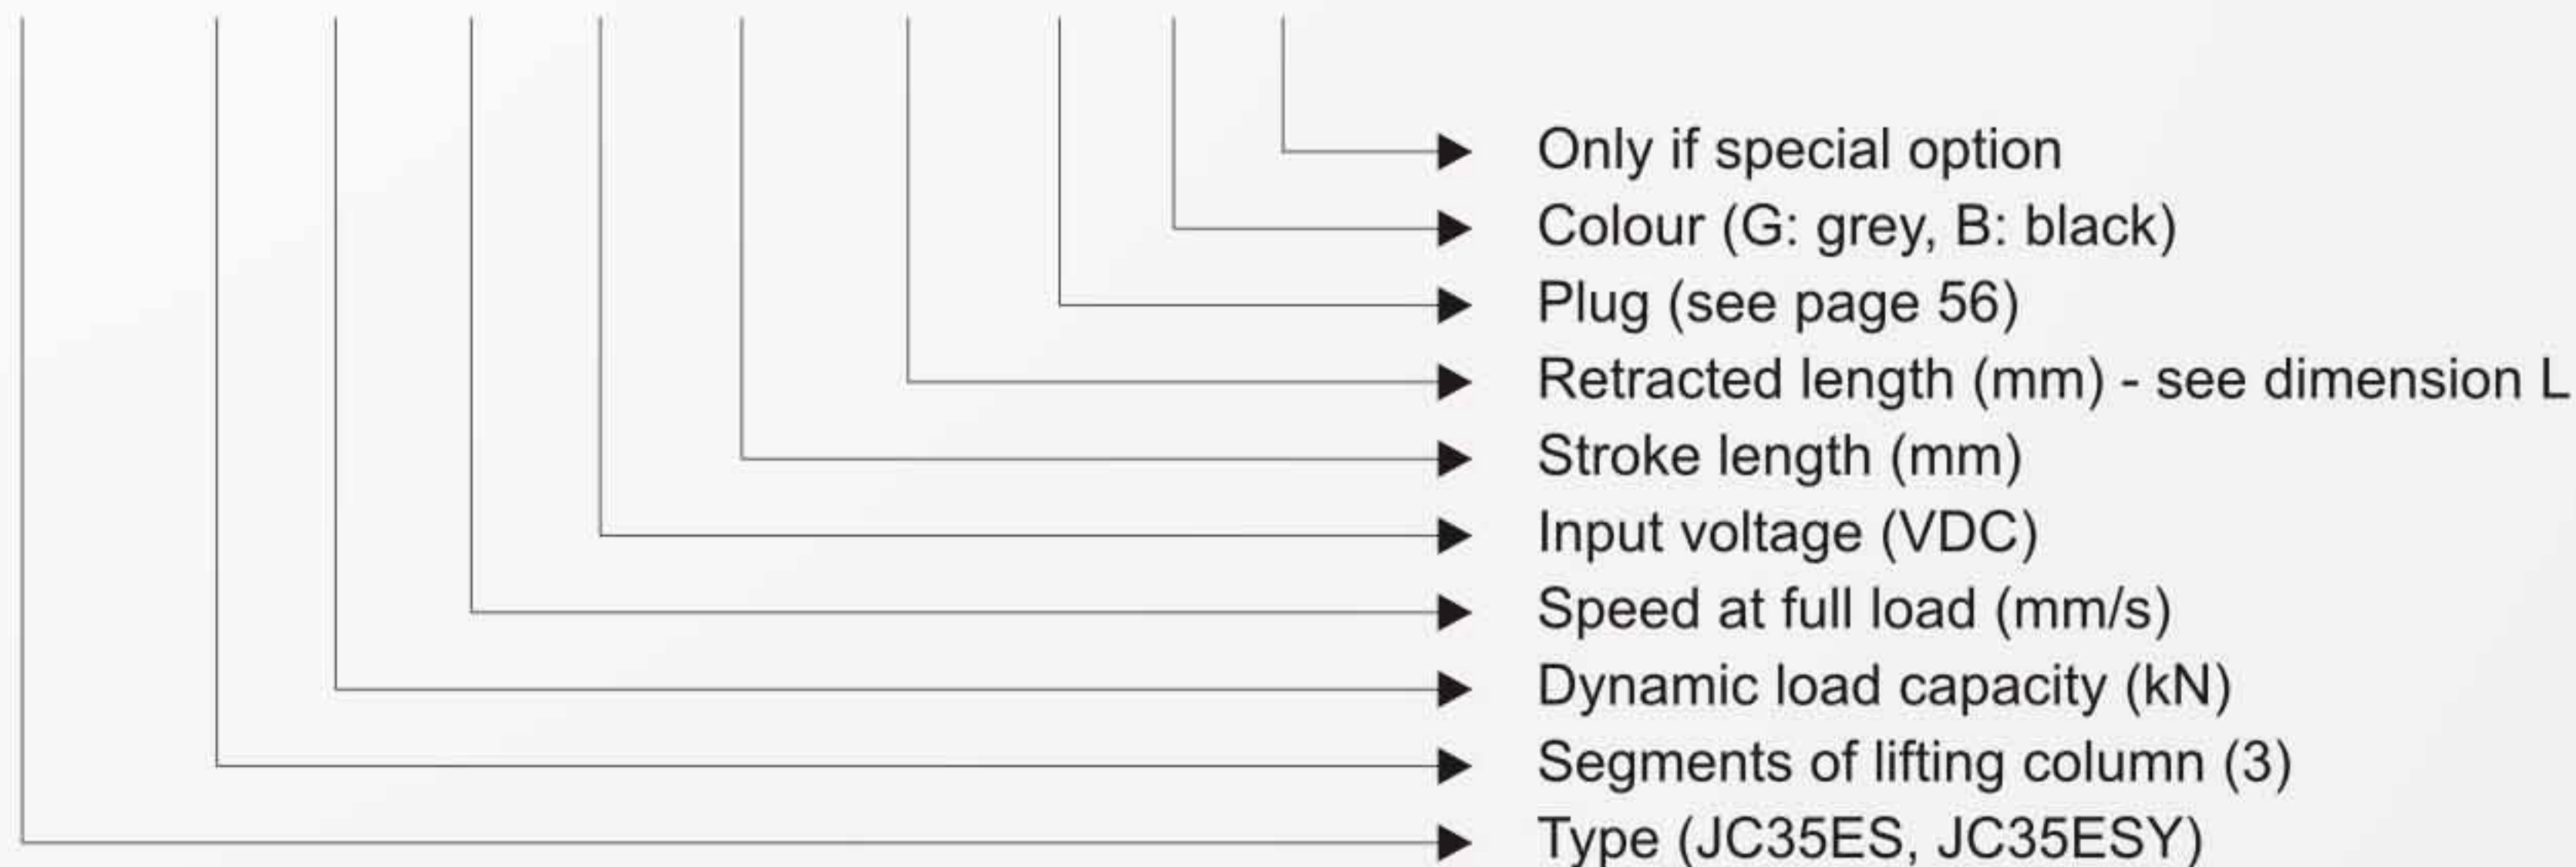 Only if special option
Colour (G: grey, B: black)
Plug (see page 56)
Retracted length (mm) - see dimension L
Stroke length (mm)
Input voltage (VDC)
Speed at full load (mm/s)
Dynamic load capacity (kN)
Segments of lifting column (3)
Type (JC35ES, JC35ESY)